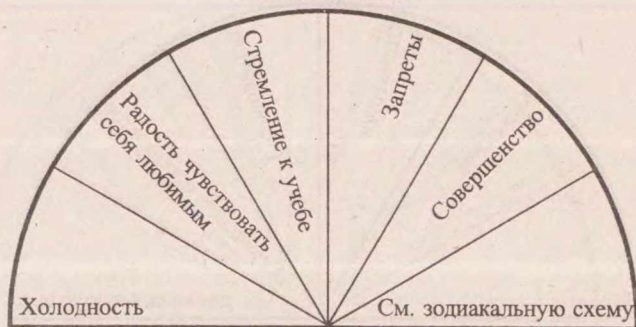 Холодность
Радость чувствовать
себя любимым
Стремление к учебе
Запреты
Совершенство
См. зодиакальную схему